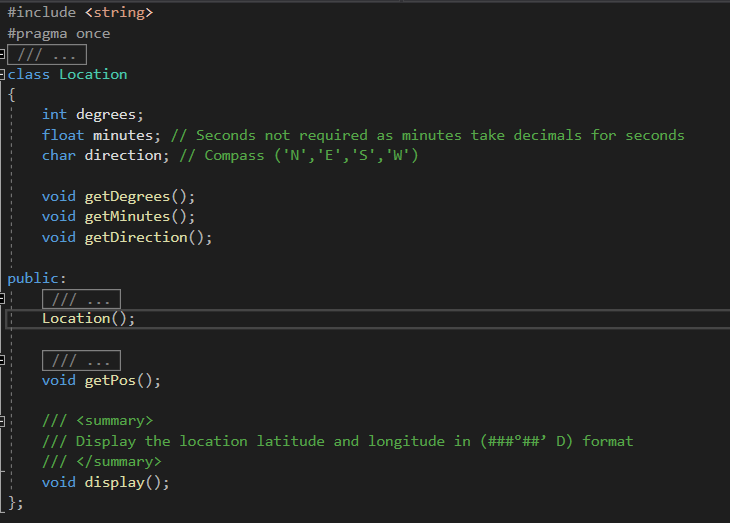 #include <string>
#pragma once
/// ...
class Location
{
int degrees;
float minutes; // Seconds not required as minutes take decimals for seconds
char direction; // Compass ('N','E','S','W')
void getDegrees();
void getMinutes();
void getDirection();
public:
/// ...
Location();
/// ...
void getPos();
/// <summary>
/// Display the location latitude and longitude in (###°##’ D) format
/// </summary>
void display();
};